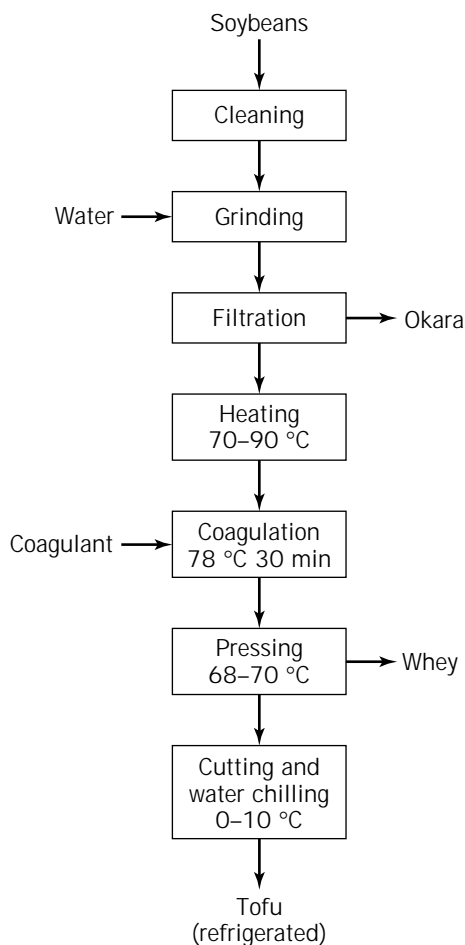 Soybeans
Cleaning
Water
Grinding
Filtration
Okara
Heating
70–90 °C
Coagulant
Coagulation
78 °C 30 min
Pressing
68–70 °C
Whey
Cutting and
water chilling
0–10 °C
Tofu
(refrigerated)